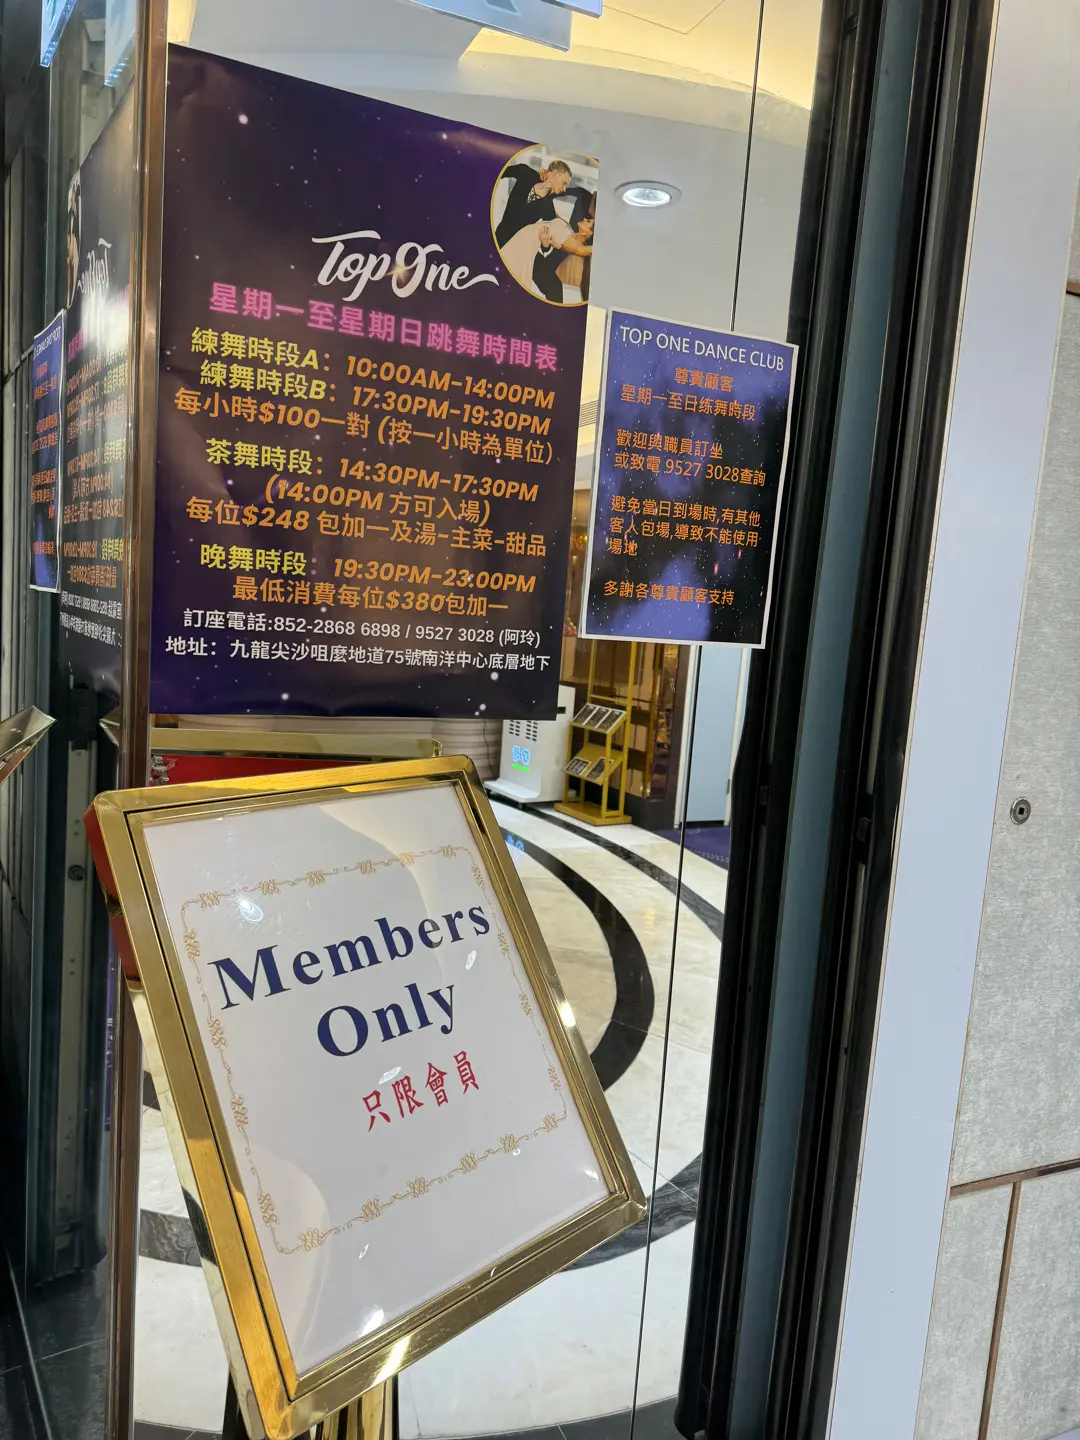 Top One
星期一至星期日跳舞時間表
練舞時段A：10:00AM-14:00PM
練舞時段B：17:30PM-19:30PM
每小時$100一對 (按一小時為單位)
茶舞時段：14:30PM-17:30PM
(14:00PM 方可入場)
每位$248 包加一及湯-主菜-甜品
晚舞時段 19:30PM-23:00PM
最低消費每位$380包加一
訂座電話:852-2868 6898 / 9527 3028 (阿玲)
地址：九龍尖沙咀麼地道75號南洋中心底層地下
TOP ONE DANCE CLUB
尊貴顧客
星期一至日练舞時段
歡迎與職員訂坐
或致電 9527 3028查詢
避免當日到場時,有其他
客人包場,導致不能使用
場地
多謝各尊貴顧客支持
Members
Only
只限會員